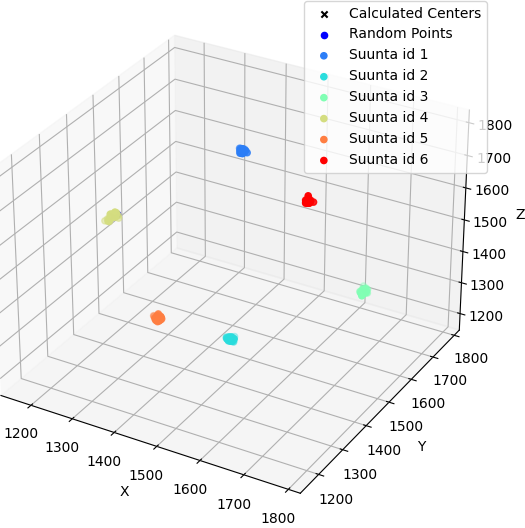 Calculated Centers
Random Points
Suunta id 1
Suunta id 2
Suunta id 3
Suunta id 4
Suunta id 5
Suunta id 6
1800
1700
1600
Z
1500
1400
1300
1200
1800
1700
1600
1500
Y
1400
1300
1200
1200
1300
1400
X
1500
1600
1700
1800